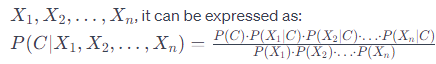 X₁, X₂, . . . , Xₙ, it can be expressed as:
P(C|X₁, X₂, . . . , Xₙ) = P(C)·P(X₁|C)·P(X₂|C)·…·P(Xₙ|C) / P(X₁)·P(X₂)·…·P(Xₙ)